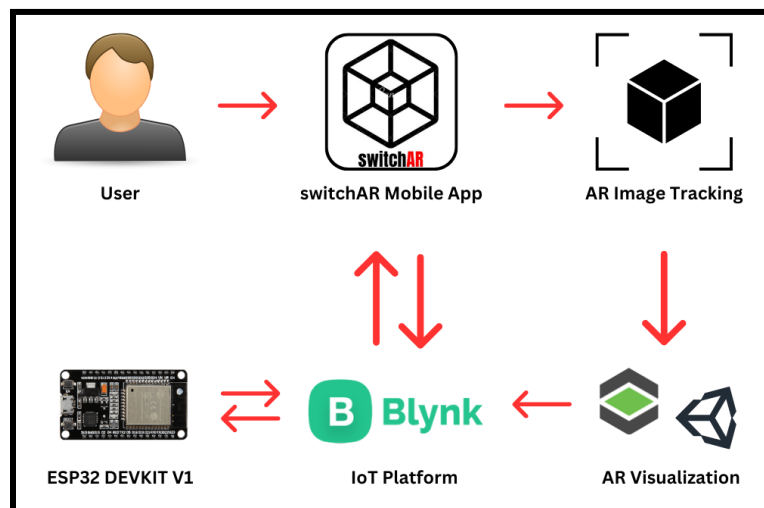 switchAR
User
switchAR Mobile App
AR Image Tracking
B Blynk
ESP32 DEVKIT V1
IoT Platform
AR Visualization